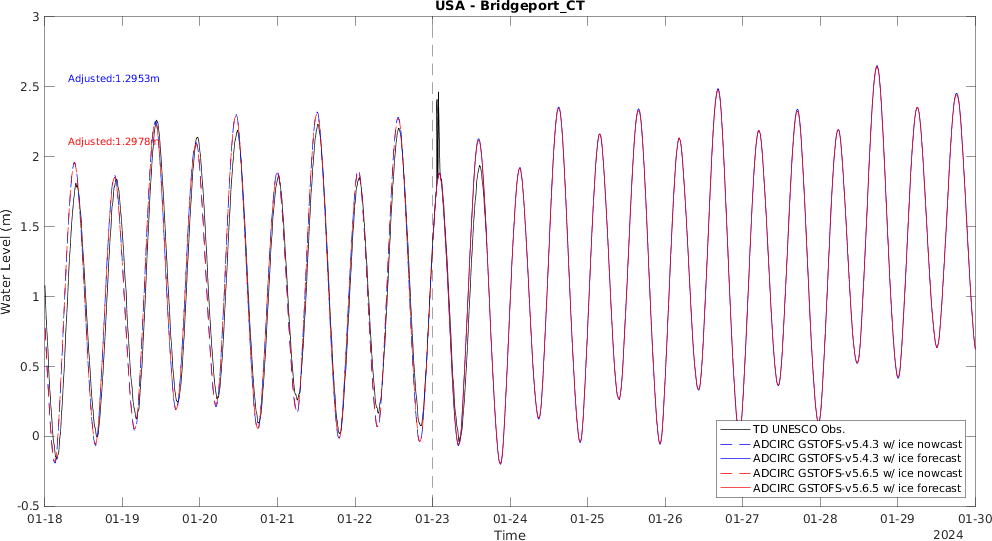 USA - Bridgeport_CT
3
2.5
2
1.5
1
0.5
0
-0.5
Water Level (m)
Adjusted:1.2953m
Adjusted:1.2978m
TD UNESCO Obs.
ADCIRC GSTOFS-v5.4.3 w/ ice nowcast
ADCIRC GSTOFS-v5.4.3 w/ ice forecast
ADCIRC GSTOFS-v5.6.5 w/ ice nowcast
ADCIRC GSTOFS-v5.6.5 w/ ice forecast
01-18 01-19 01-20 01-21 01-22 01-23 01-24 01-25 01-26 01-27 01-28 01-29 01-30
Time
2024